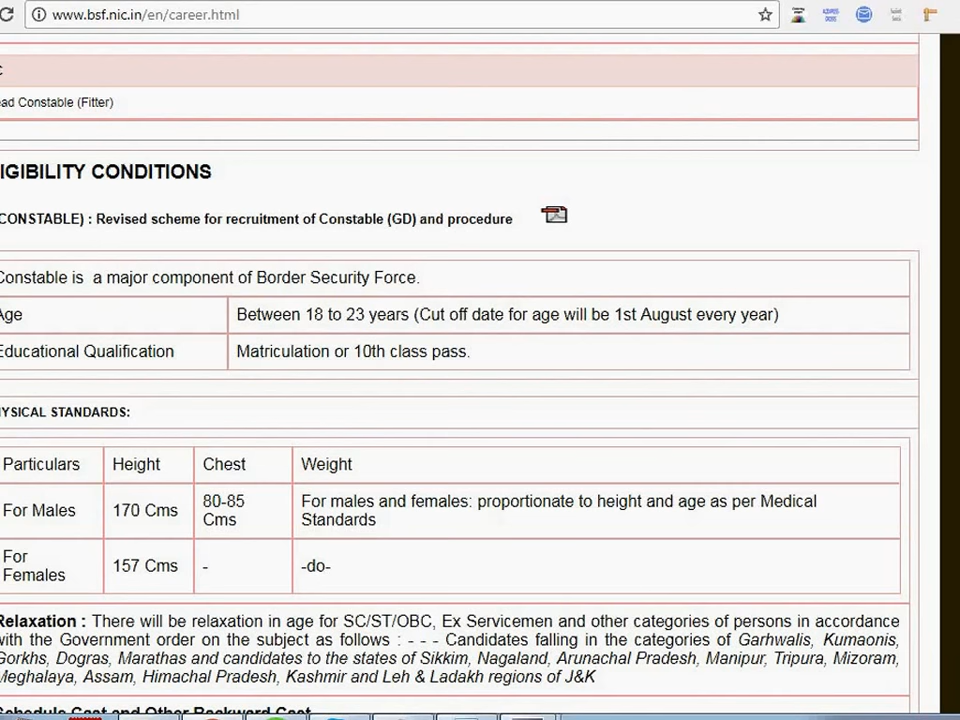 www.bsf.nic.in/en/career.html
ead Constable (Fitter)
IGIBILITY CONDITIONS
CONSTABLE) : Revised scheme for recruitment of Constable (GD) and procedure
Constable is a major component of Border Security Force.
Age Between 18 to 23 years (Cut off date for age will be 1st August every year)
Educational Qualification Matriculation or 10th class pass.
YSICAL STANDARDS:
Particulars Height Chest Weight
For Males 170 Cms 80-85 Cms For males and females: proportionate to height and age as per Medical
Standards
For Females 157 Cms - -do-
Relaxation : There will be relaxation in age for SC/ST/OBC, Ex Servicemen and other categories of persons in accordance
with the Government order on the subject as follows : - - - Candidates falling in the categories of Garhwalis, Kumaonis,
Gorkhs, Dogras, Marathas and candidates to the states of Sikkim, Nagaland, Arunachal Pradesh, Manipur, Tripura, Mizoram,
Meghalaya, Assam, Himachal Pradesh, Kashmir and Leh & Ladakh regions of J&K
Schedule Cast and Other Backward Cast